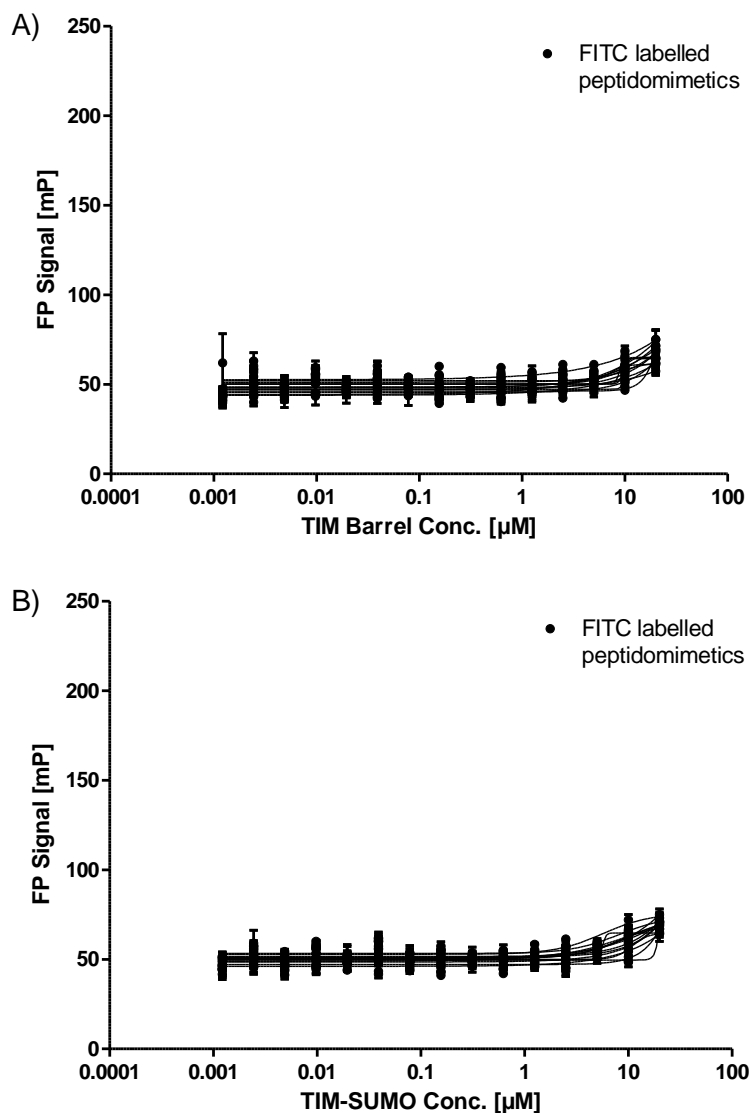 A)
250
200
150
100
50
0
FP Signal [mP]
FITC labelled
peptidomimetics
0.0001 0.001 0.01 0.1 1 10 100
TIM Barrel Conc. [µM]
B)
250
200
150
100
50
0
FP Signal [mP]
FITC labelled
peptidomimetics
0.0001 0.001 0.01 0.1 1 10 100
TIM-SUMO Conc. [µM]